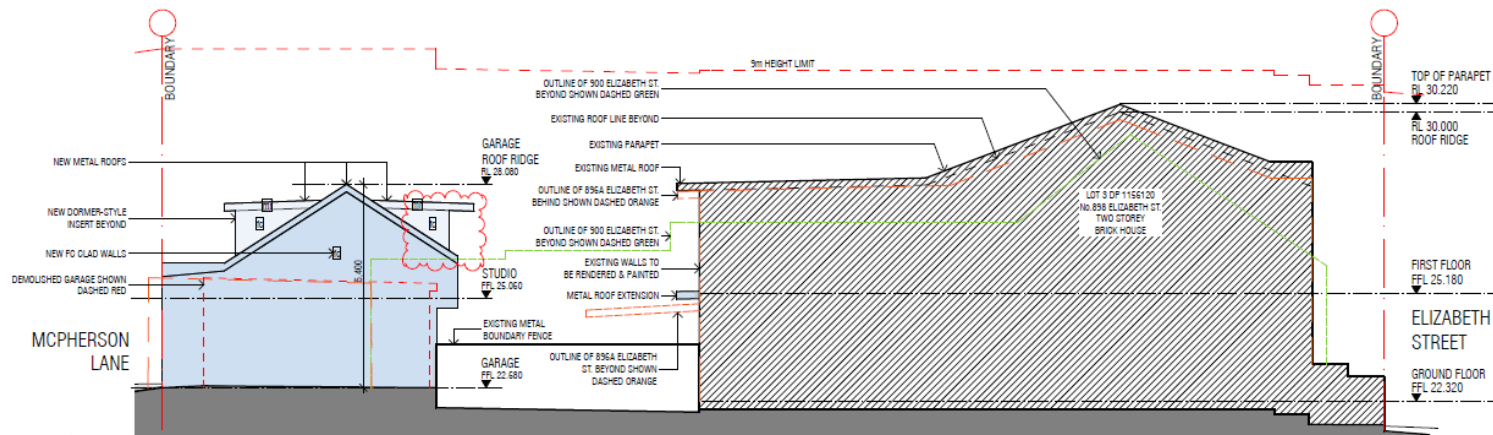 BOUNDARY
9m HEIGHT LIMIT
BOUNDARY
OUTLINE OF 900 ELIZABETH ST.
BEYOND SHOWN DASHED GREEN
EXISTING ROOF LINE BEYOND
EXISTING PARAPET
EXISTING METAL ROOF
OUTLINE OF 896A ELIZABETH ST.
BEHIND SHOWN DASHED ORANGE
OUTLINE OF 900 ELIZABETH ST.
BEYOND SHOWN DASHED GREEN
EXISTING WALLS TO
BE RENDERED & PAINTED
METAL ROOF EXTENSION
OUTLINE OF 896A ELIZABETH
ST. BEYOND SHOWN
DASHED ORANGE
TOP OF PARAPET
RL 30.220
RL 30.000
ROOF RIDGE
GARAGE
ROOF RIDGE
RL 28.080
NEW METAL ROOFS
NEW DORMER-STYLE
INSERT BEYOND
NEW FC CLAD WALLS
DEMOLISHED GARAGE SHOWN
DASHED RED
5.400
STUDIO
FFL 25.060
EXISTING METAL
BOUNDARY FENCE
GARAGE
FFL 22.680
MCPHERSON
LANE
LOT 3 DP 1156120
No.898 ELIZABETH ST.
TWO STOREY
BRICK HOUSE
FIRST FLOOR
FFL 25.180
ELIZABETH
STREET
GROUND FLOOR
FFL 22.320